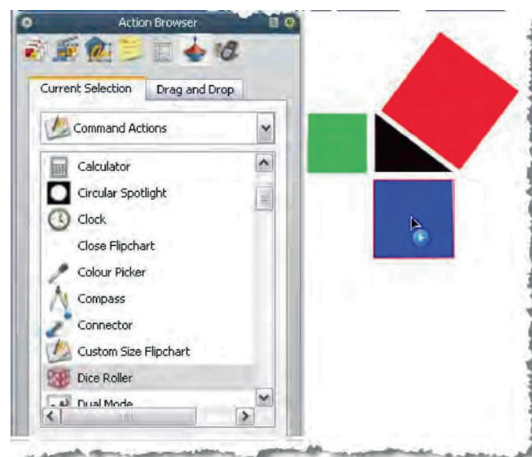 Action Browser
Current Selection
Drag and Drop
Command Actions
Calculator
Circular Spotlight
Clock
Close Flipchart
Colour Picker
Compass
Connector
Custom Size Flipchart
Dice Roller
Dual Mode